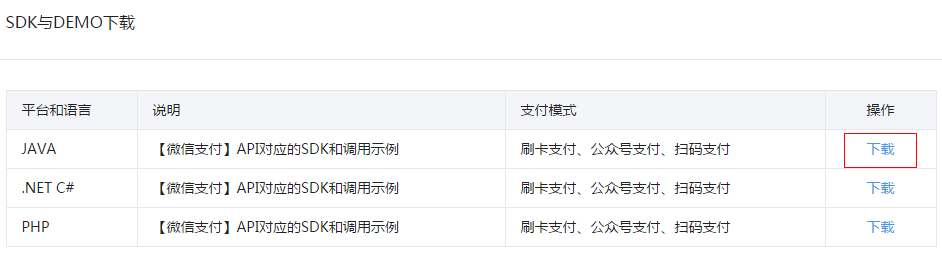 SDK与DEMO下载
平台和语言 说明 支付模式 操作
JAVA 【微信支付】API对应的SDK和调用示例 刷卡支付、公众号支付、扫码支付 下载
.NET C# 【微信支付】API对应的SDK和调用示例 刷卡支付、公众号支付、扫码支付 下载
PHP 【微信支付】API对应的SDK和调用示例 刷卡支付、公众号支付、扫码支付 下载